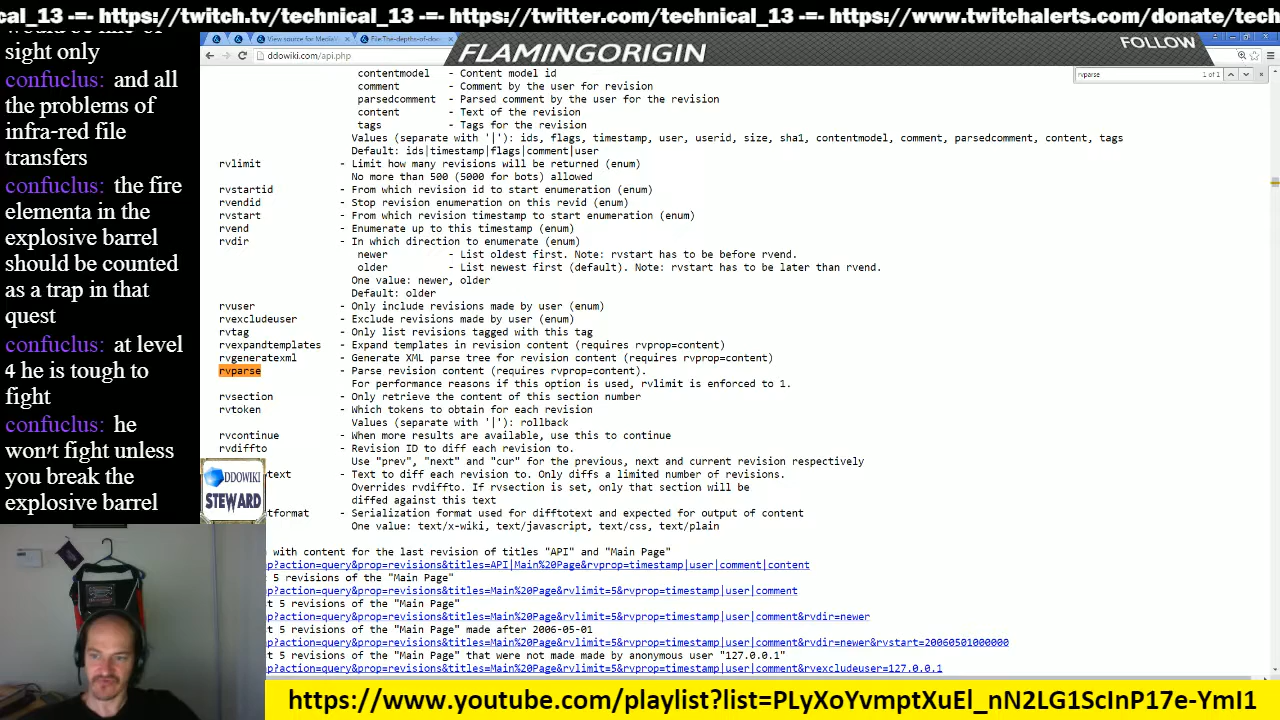 cal_13 -=- https://twitch.tv/technical_13 -=- https://twitter.com/technical_13 -=- https://www.twitchalerts.com/donate/tech
sight only
confuclus: and all
the problems of
infra-red file
transfers
confuclus: the fire
elementa in the
explosive barrel
should be counted
as a trap in that
quest
confuclus: at level
4 he is tough to
fight
confuclus: he
won't fight unless
you break the
explosive barrel
View source for Media
File:The-depths-of-do
FLAMINGORIGIN
FOLLOW
ddowiki.com/api.php
rvparse 1 of 1
contentmodel - Content model id
comment - Comment by the user for revision
parsedcomment - Parsed comment by the user for the revision
content - Text of the revision
tags - Tags for the revision
Values (separate with '|'): ids, flags, timestamp, user, userid, size, sha1, contentmodel, comment, parsedcomment, content, tags
Default: ids|timestamp|flags|comment|user
rvlimit - Limit how many revisions will be returned (enum)
No more than 500 (5000 for bots) allowed
rvstartid - From which revision id to start enumeration (enum)
rvendid - Stop revision enumeration on this revid (enum)
rvstart - From which revision timestamp to start enumeration (enum)
rvend - Enumerate up to this timestamp (enum)
rvdir - In which direction to enumerate (enum)
newer - List oldest first. Note: rvstart has to be before rvend.
older - List newest first (default). Note: rvstart has to be later than rvend.
One value: newer, older
Default: older
rvuser - Only include revisions made by user (enum)
rvexcludeuser - Exclude revisions made by user (enum)
rvtag - Only list revisions tagged with this tag
rvexpandtemplates - Expand templates in revision content (requires rvprop=content)
rvgeneratexml - Generate XML parse tree for revision content (requires rvprop=content)
rvparse - Parse revision content (requires rvprop=content).
For performance reasons if this option is used, rvlimit is enforced to 1.
rvsection - Only retrieve the content of this section number
rvtoken - Which tokens to obtain for each revision
Values (separate with '|'): rollback
rvcontinue - When more results are available, use this to continue
rvdiffto - Revision ID to diff each revision to.
Use "prev", "next" and "cur" for the previous, next and current revision respectively
text - Text to diff each revision to. Only diffs a limited number of revisions.
Overrides rvdiffto. If rvsection is set, only that section will be
diffed against this text
tformat - Serialization format used for difftotext and expected for output of content
One value: text/x-wiki, text/javascript, text/css, text/plain
DDOWIKI
STEWARD
with content for the last revision of titles "API" and "Main Page"
p?action=query&prop=revisions&titles=API|Main%20Page&rvprop=timestamp|user|comment|content
t 5 revisions of the "Main Page"
p?action=query&prop=revisions&titles=Main%20Page&rvlimit=5&rvprop=timestamp|user|comment
t 5 revisions of the "Main Page"
p?action=query&prop=revisions&titles=Main%20Page&rvlimit=5&rvprop=timestamp|user|comment&rvdir=newer
t 5 revisions of the "Main Page" made after 2006-05-01
p?action=query&prop=revisions&titles=Main%20Page&rvlimit=5&rvprop=timestamp|user|comment&rvdir=newer&rvstart=20060501000000
t 5 revisions of the "Main Page" that were not made made by anonymous user "127.0.0.1"
p?action=query&prop=revisions&titles=Main%20Page&rvlimit=5&rvprop=timestamp|user|comment&rvexcludeuser=127.0.0.1
https://www.youtube.com/playlist?list=PLyXoYvmptXuEl_nN2LG1ScInP17e-YmI1